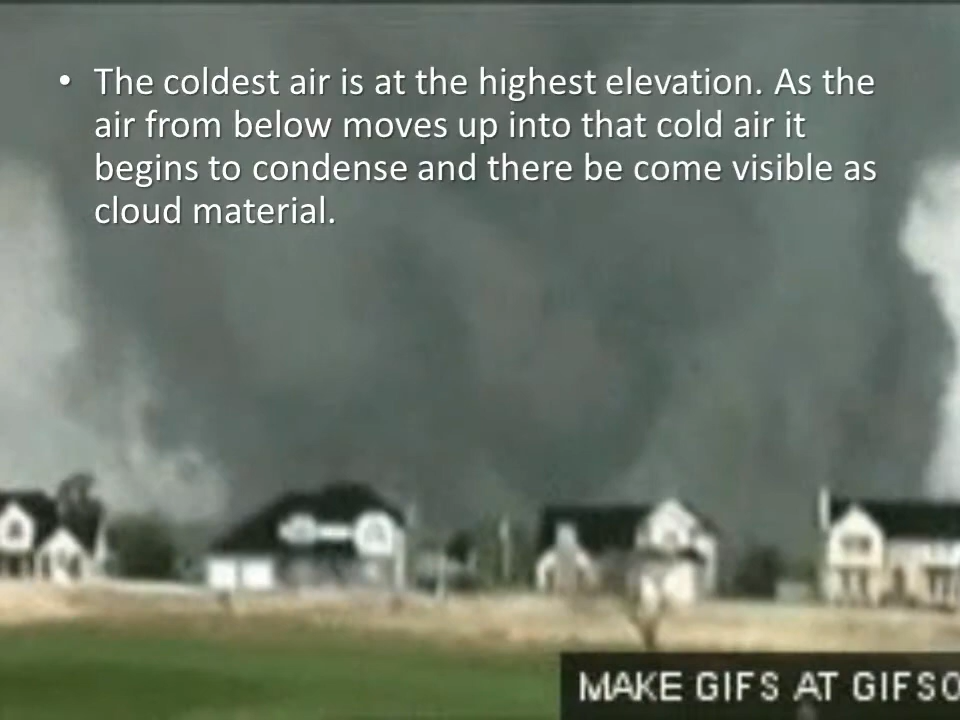 • The coldest air is at the highest elevation. As the
air from below moves up into that cold air it
begins to condense and there be come visible as
cloud material.
MAKE GIFS AT GIFSO